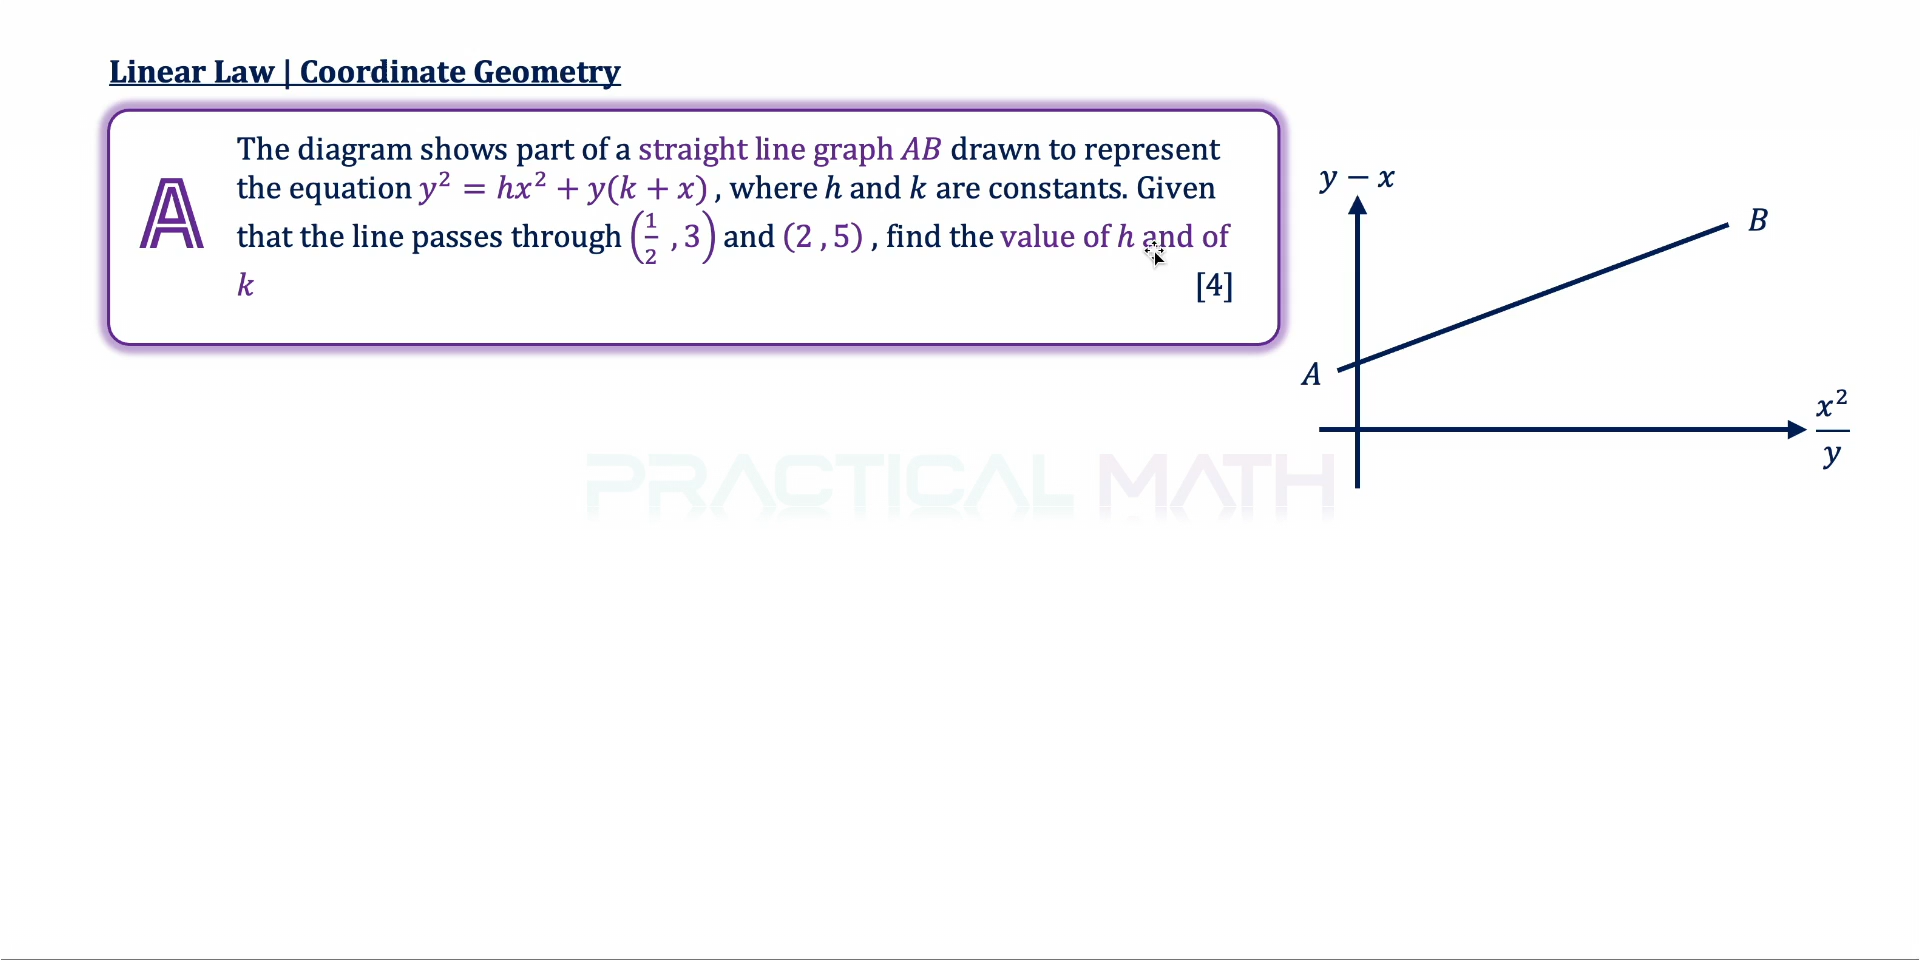 Linear Law | Coordinate Geometry
A
The diagram shows part of a straight line graph AB drawn to represent
the equation y² = hx² + y(k + x) , where h and k are constants. Given
that the line passes through (1/2 , 3) and (2 , 5) , find the value of h and of
k [4]
y − x
B
A
x²/y
PRACTICAL MATH